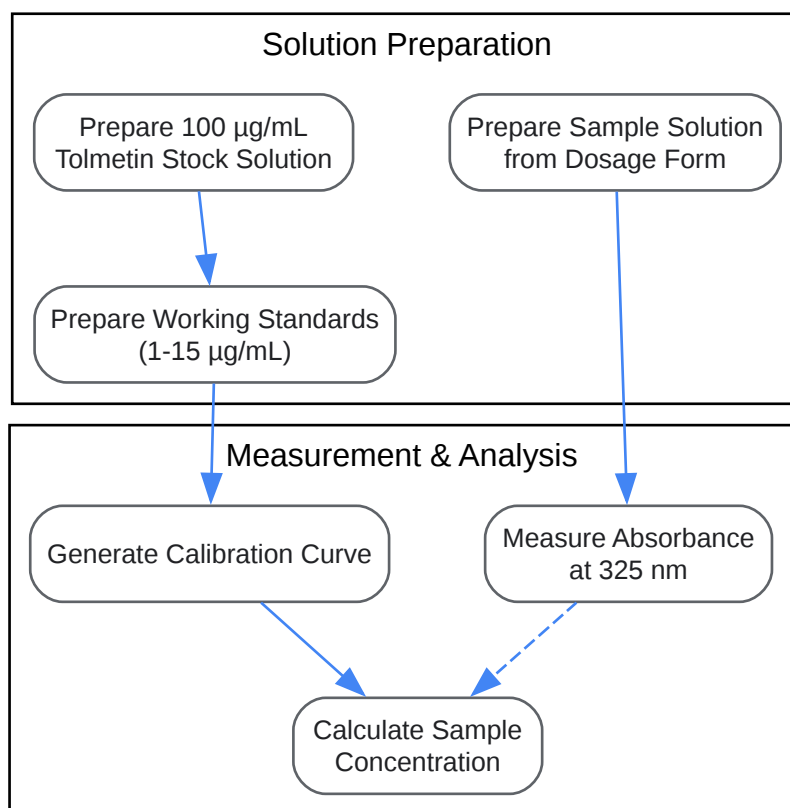 Solution Preparation
Prepare 100 µg/mL
Tolmetin Stock Solution
Prepare Sample Solution
from Dosage Form
Prepare Working Standards
(1-15 µg/mL)
Measurement & Analysis
Generate Calibration Curve
Measure Absorbance
at 325 nm
Calculate Sample
Concentration